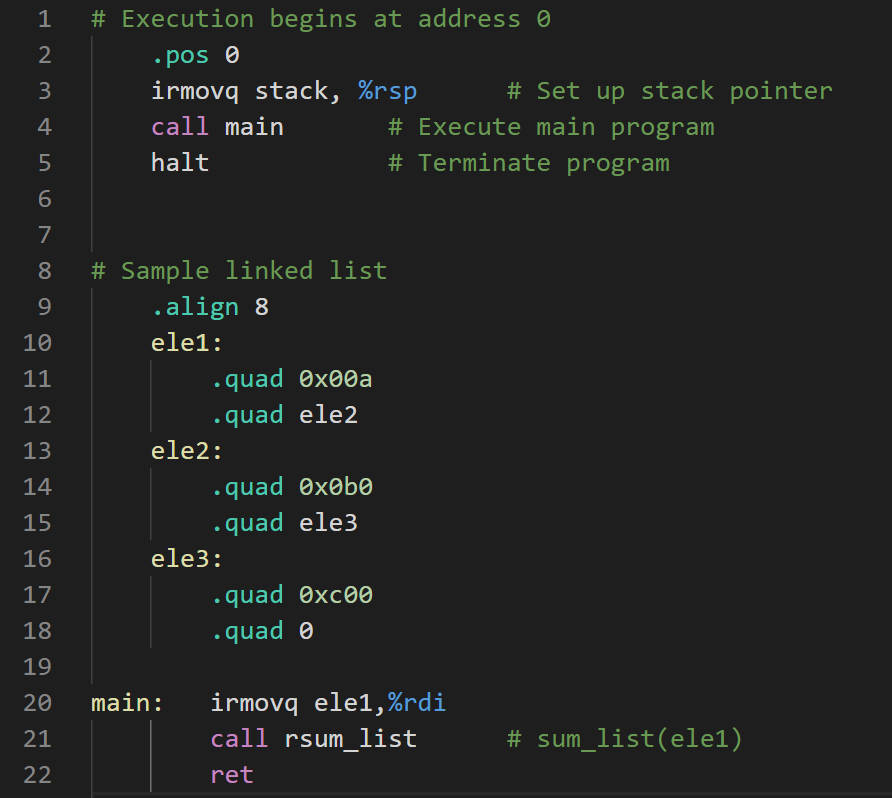 1 # Execution begins at address 0
2 .pos 0
3 irmovq stack, %rsp # Set up stack pointer
4 call main # Execute main program
5 halt # Terminate program
6
7
8 # Sample linked list
9 .align 8
10 ele1:
11 .quad 0x00a
12 .quad ele2
13 ele2:
14 .quad 0x0b0
15 .quad ele3
16 ele3:
17 .quad 0xc00
18 .quad 0
19
20 main: irmovq ele1,%rdi
21 call rsum_list # sum_list(ele1)
22 ret